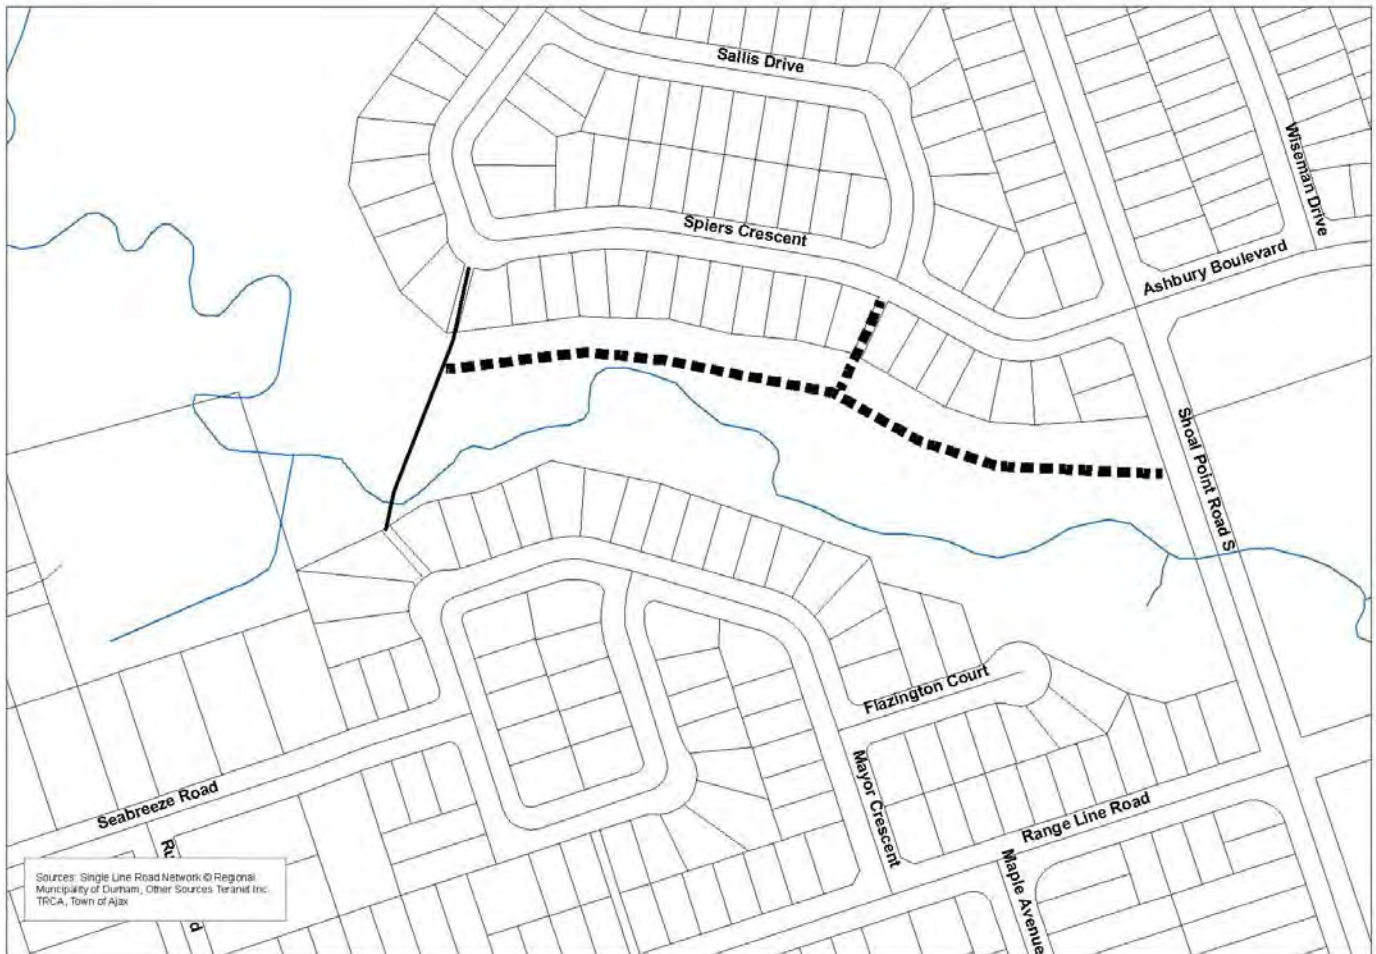 Sallis Drive
Wiseman Drive
Spiers Crescent
Ashbury Boulevard
Shoal Point Road S
Flazington Court
Mayor Crescent
Seabreeze Road
Range Line Road
Maple Avenue
Sources: Single Line Road Network © Regional
Muncipality of Durham, Other Sources Teranet Inc.
TRCA, Town of Ajax